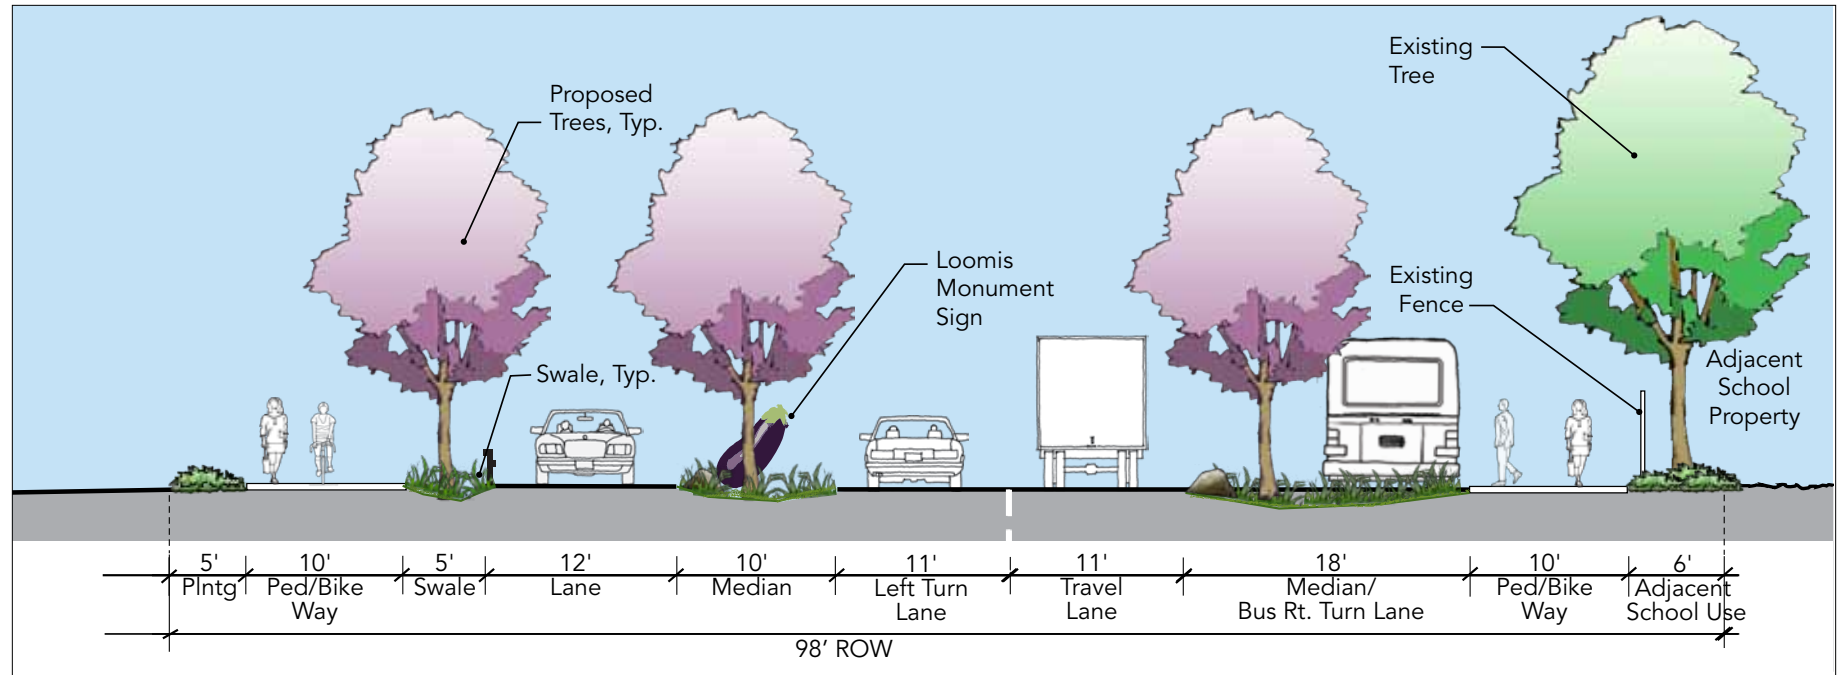 Existing
Tree
Proposed
Trees, Typ.
Loomis
Monument
Sign
Existing
Fence
Swale, Typ.
Adjacent
School
Property
5'
10'
5'
12'
10'
11'
11'
18'
10'
6'
Plntg
Ped/Bike
Way
Swale
Lane
Median
Left Turn
Lane
Travel
Lane
Median/
Bus Rt. Turn Lane
Ped/Bike
Way
Adjacent
School Use
98' ROW